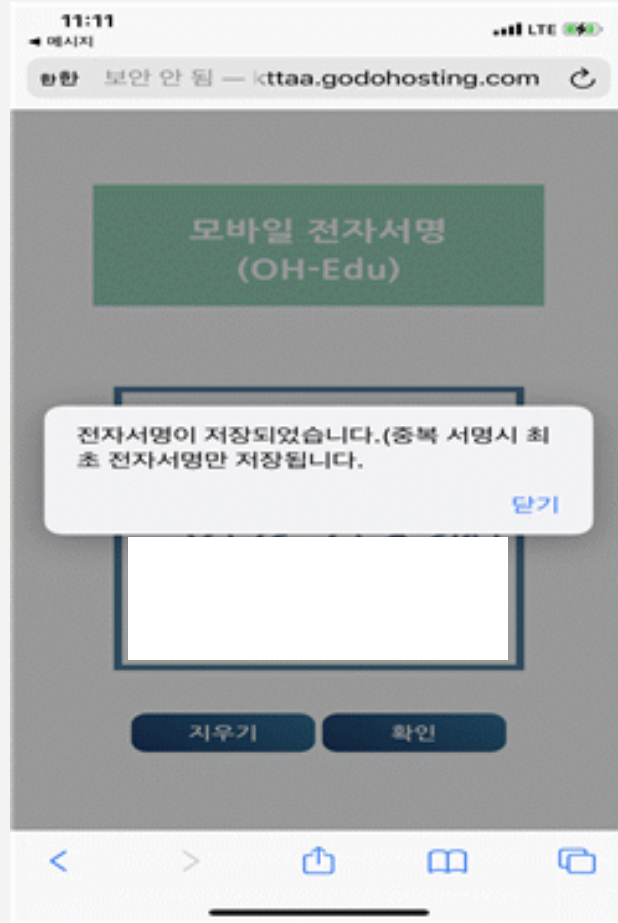 11:11
LTE
◀ 메시지
보안 안 됨 — kttaa.godohosting.com
모바일 전자서명
(OH-Edu)
전자서명이 저장되었습니다.(중복 서명시 최
초 전자서명만 저장됩니다.
닫기
지우기
확인